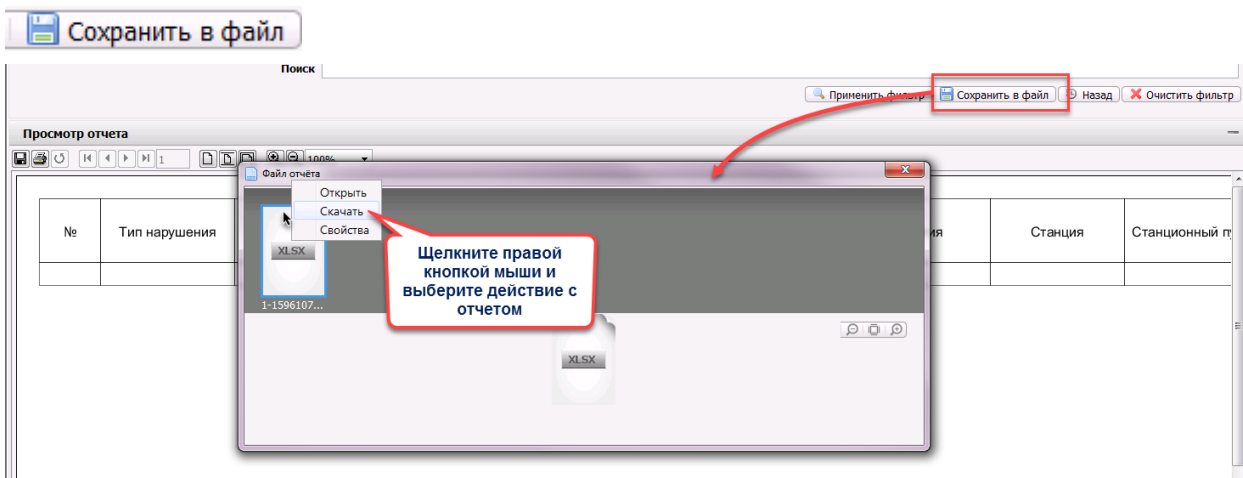 Сохранить в файл
Поиск
Применить фильтр Сохранить в файл Назад Очистить фильтр
Просмотр отчета
1 100%
Файл отчёта
Открыть
Скачать
Свойства
№ Тип нарушения Станция
XLSX
1-1596107...
Щелкните правой
кнопкой мыши и
выберите действие с
отчетом
XLSX